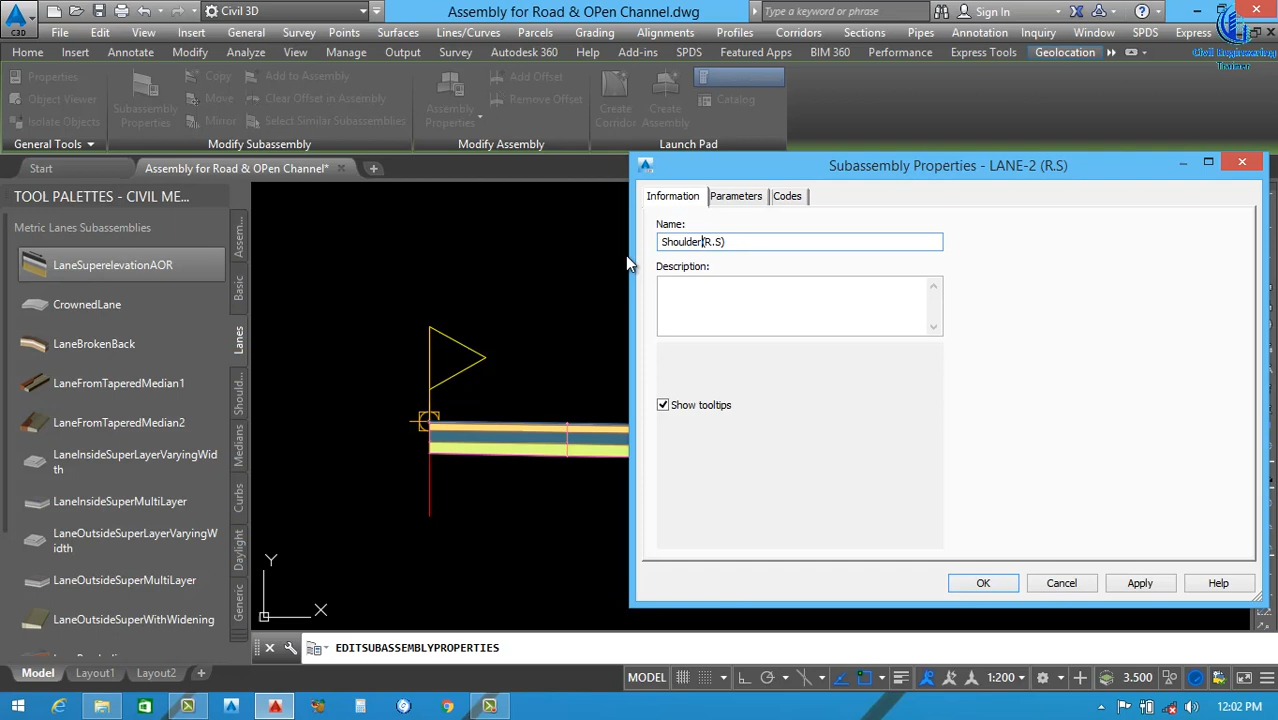 Civil 3D
Assembly for Road & OPen Channel.dwg
Type a keyword or phrase
Sign In
C3D
File Edit View Insert General Survey Points Surfaces Lines/Curves Parcels Grading Alignments Profiles Corridors Sections Pipes Annotation Inquiry Window Express
Civil Engineering
Trainer
Home Insert Annotate Modify Analyze View Manage Output Survey Autodesk 360 Help Add-ins SPDS Featured Apps BIM 360 Performance Express Tools Geolocation
Properties
Object Viewer
Isolate Objects
General Tools
Subassembly
Properties
Copy
Move
Mirror
Add to Assembly
Clear Offset in Assembly
Select Similar Subassemblies
Modify Subassembly
Assembly
Properties
Add Offset
Remove Offset
Modify Assembly
Create
Corridor
Create
Assembly
Catalog
Launch Pad
Start
Assembly for Road & OPen Channel*
TOOL PALETTES - CIVIL ME...
Metric Lanes Subassemblies
LaneSuperelevationAOR
CrownedLane
LaneBrokenBack
LaneFromTaperedMedian1
LaneFromTaperedMedian2
LaneInsideSuperLayerVaryingWid
th
LaneInsideSuperMultiLayer
LaneOutsideSuperLayerVaryingW
idth
LaneOutsideSuperMultiLayer
LaneOutsideSuperWithWidening
Assem...
Basic
Lanes
Should...
Medians
Curbs
Daylight
Generic
Subassembly Properties - LANE-2 (R.S)
Information Parameters Codes
Name:
Shoulder(R.S)
Description:
Show tooltips
OK Cancel Apply Help
Y
X
EDITSUBASSEMBLYPROPERTIES
Model Layout1 Layout2
MODEL 1:200 3.500
12:02 PM